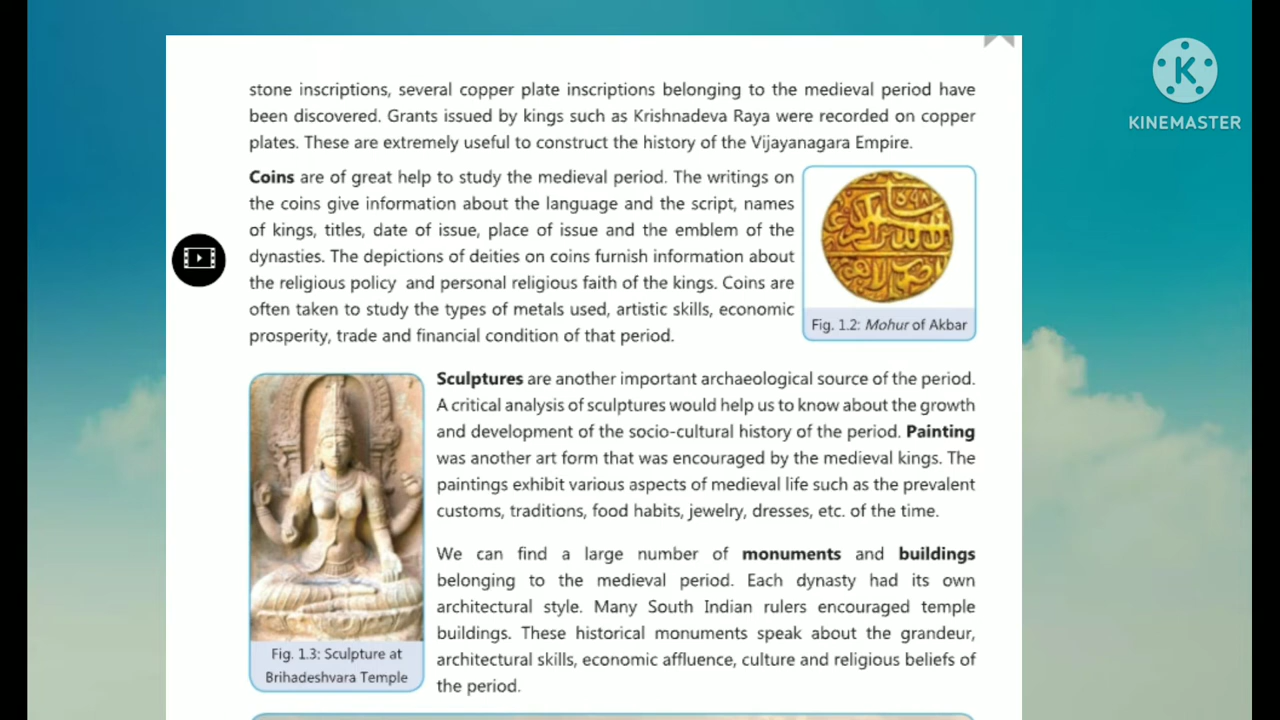 KINEMASTER
stone inscriptions, several copper plate inscriptions belonging to the medieval period have
been discovered. Grants issued by kings such as Krishnadeva Raya were recorded on copper
plates. These are extremely useful to construct the history of the Vijayanagara Empire.
Coins are of great help to study the medieval period. The writings on
the coins give information about the language and the script, names
of kings, titles, date of issue, place of issue and the emblem of the
dynasties. The depictions of deities on coins furnish information about
the religious policy and personal religious faith of the kings. Coins are
often taken to study the types of metals used, artistic skills, economic
prosperity, trade and financial condition of that period.
Fig. 1.2: Mohur of Akbar
Sculptures are another important archaeological source of the period.
A critical analysis of sculptures would help us to know about the growth
and development of the socio-cultural history of the period. Painting
was another art form that was encouraged by the medieval kings. The
paintings exhibit various aspects of medieval life such as the prevalent
customs, traditions, food habits, jewelry, dresses, etc. of the time.
Fig. 1.3: Sculpture at
Brihadeshvara Temple
We can find a large number of monuments and buildings
belonging to the medieval period. Each dynasty had its own
architectural style. Many South Indian rulers encouraged temple
buildings. These historical monuments speak about the grandeur,
architectural skills, economic affluence, culture and religious beliefs of
the period.